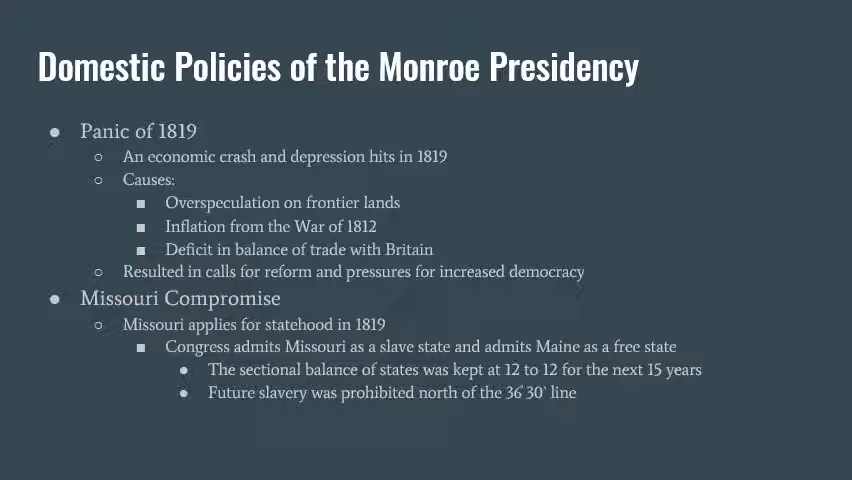 Domestic Policies of the Monroe Presidency
● Panic of 1819
○ An economic crash and depression hits in 1819
○ Causes:
■ Overspeculation on frontier lands
■ Inflation from the War of 1812
■ Deficit in balance of trade with Britain
○ Resulted in calls for reform and pressures for increased democracy
● Missouri Compromise
○ Missouri applies for statehood in 1819
■ Congress admits Missouri as a slave state and admits Maine as a free state
● The sectional balance of states was kept at 12 to 12 for the next 15 years
● Future slavery was prohibited north of the 36˚30` line